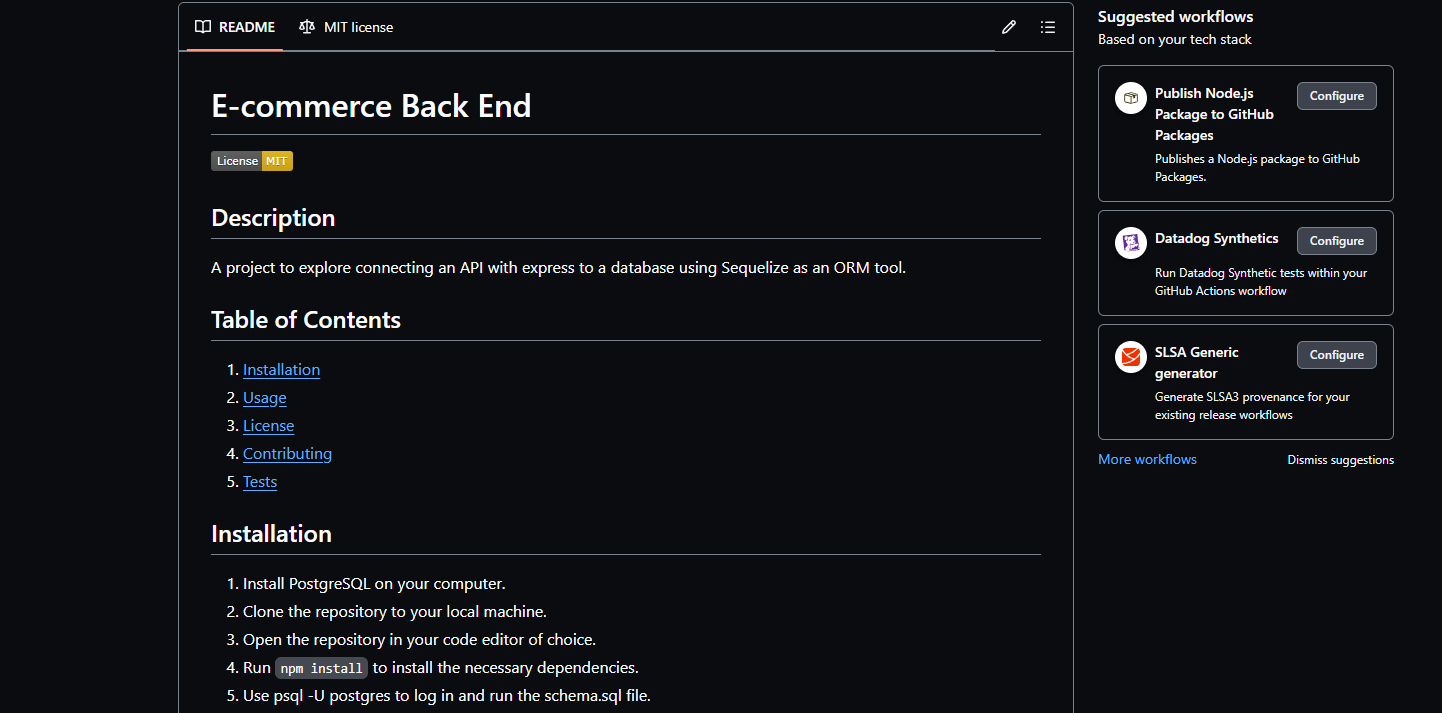 README
MIT license
E-commerce Back End
License MIT
Description
A project to explore connecting an API with express to a database using Sequelize as an ORM tool.
Table of Contents
1. Installation
2. Usage
3. License
4. Contributing
5. Tests
Installation
1. Install PostgreSQL on your computer.
2. Clone the repository to your local machine.
3. Open the repository in your code editor of choice.
4. Run npm install to install the necessary dependencies.
5. Use psql -U postgres to log in and run the schema.sql file.
Suggested workflows
Based on your tech stack
Publish Node.js
Package to GitHub
Packages
Configure
Publishes a Node.js package to GitHub
Packages.
Datadog Synthetics
Configure
Run Datadog Synthetic tests within your
GitHub Actions workflow
SLSA Generic
generator
Configure
Generate SLSA3 provenance for your
existing release workflows
More workflows
Dismiss suggestions